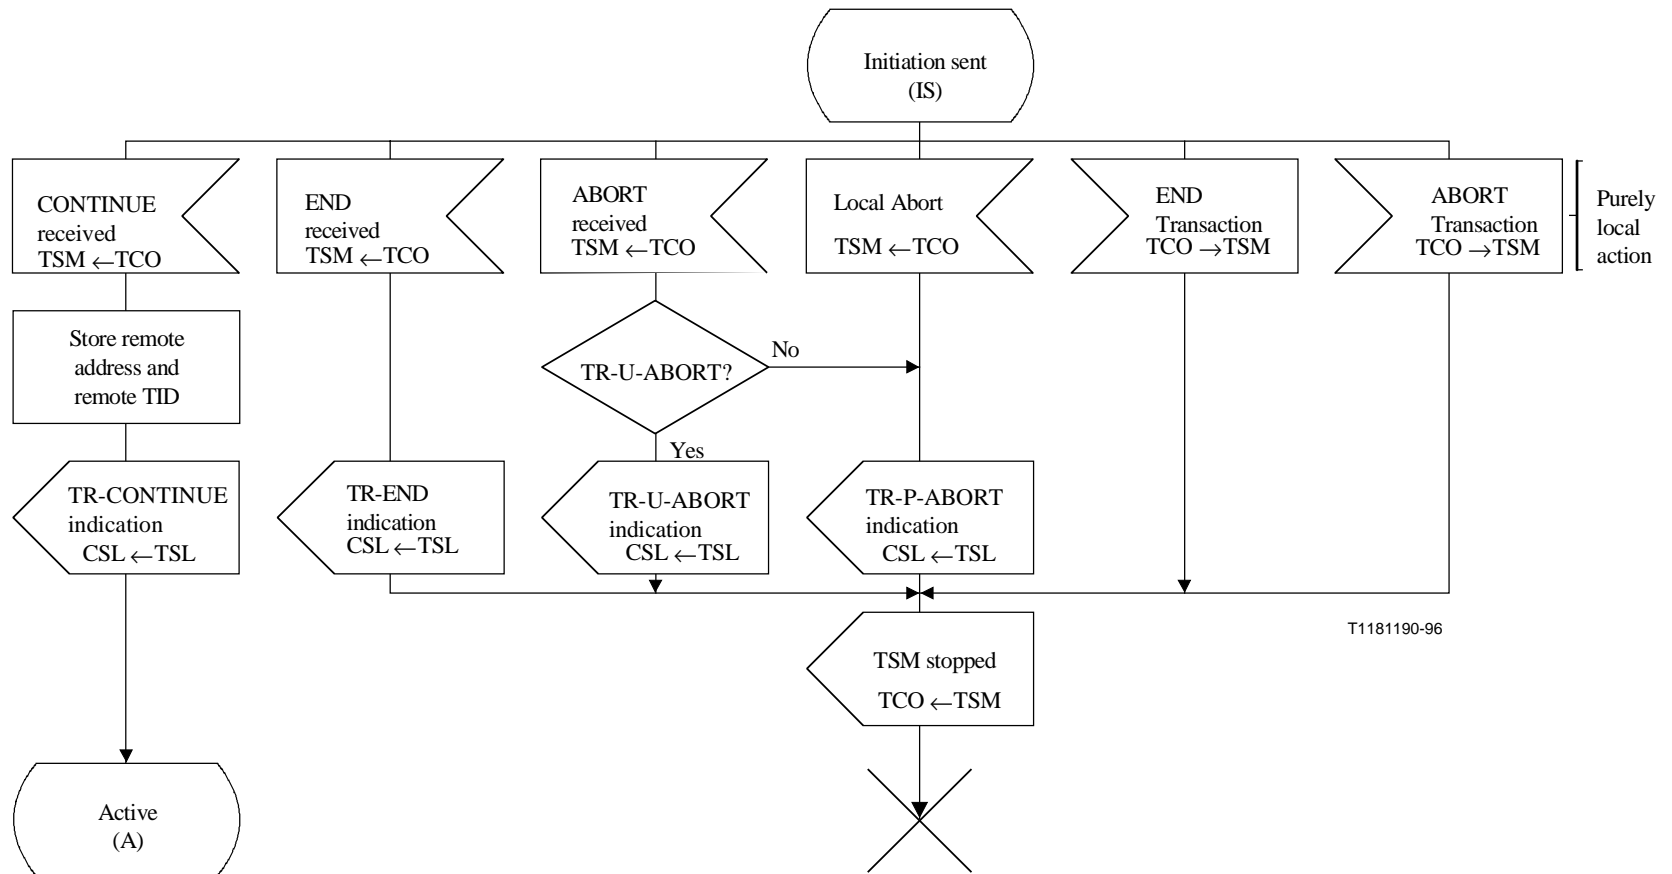 Initiation sent
(IS)
CONTINUE
received
TSM ←TCO
END
received
TSM ←TCO
ABORT
received
TSM ←TCO
Local Abort
TSM ←TCO
END
Transaction
TCO →TSM
ABORT
Transaction
TCO →TSM
Purely
local
action
Store remote
address and
remote TID
TR-U-ABORT?
No
Yes
TR-CONTINUE
indication
CSL ←TSL
TR-END
indication
CSL ←TSL
TR-U-ABORT
indication
CSL ←TSL
TR-P-ABORT
indication
CSL ←TSL
T1181190-96
TSM stopped
TCO ←TSM
Active
(A)